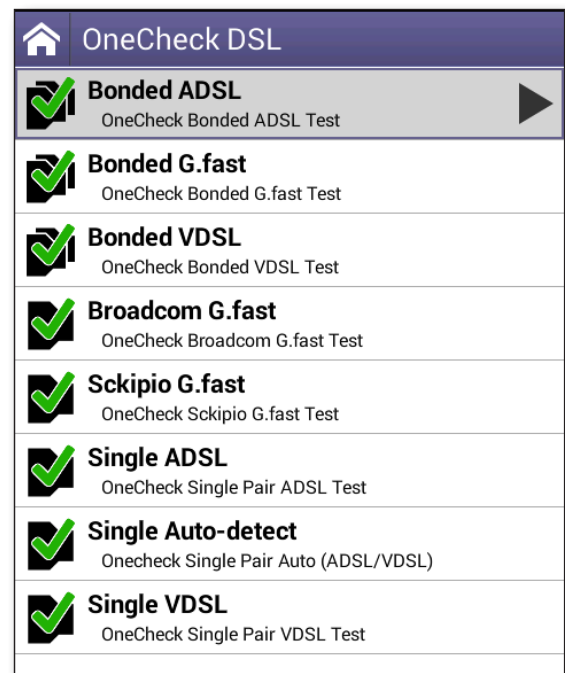 OneCheck DSL
Bonded ADSL
OneCheck Bonded ADSL Test
Bonded G.fast
OneCheck Bonded G.fast Test
Bonded VDSL
OneCheck Bonded VDSL Test
Broadcom G.fast
OneCheck Broadcom G.fast Test
Sckipio G.fast
OneCheck Sckipio G.fast Test
Single ADSL
OneCheck Single Pair ADSL Test
Single Auto-detect
Onecheck Single Pair Auto (ADSL/VDSL)
Single VDSL
OneCheck Single Pair VDSL Test